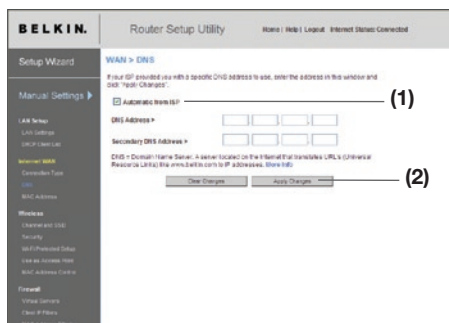 BELKIN.
Router Setup Utility
Home | Help | Logout Internet Status: Connected
Setup Wizard
Manual Settings
LAN Setup
LAN Settings
DHCP Client List
Internet WAN
Connection Type
DNS
MAC Address
Wireless
Channel and SSID
Security
Wi-Fi Protected Setup
Use as Access Point
MAC Address Control
Firewall
Virtual Servers
Client IP Filters
WAN > DNS
If your ISP provided you with a specific DNS address to use, enter the address in this window and
click "Apply Changes".
Automatic from ISP
(1)
DNS Address >
Secondary DNS Address >
DNS = Domain Name Server. A server located on the Internet that translates URL's (Universal
Resource Links) like www.belkin.com to IP addresses. More Info
Clear Changes
Apply Changes
(2)